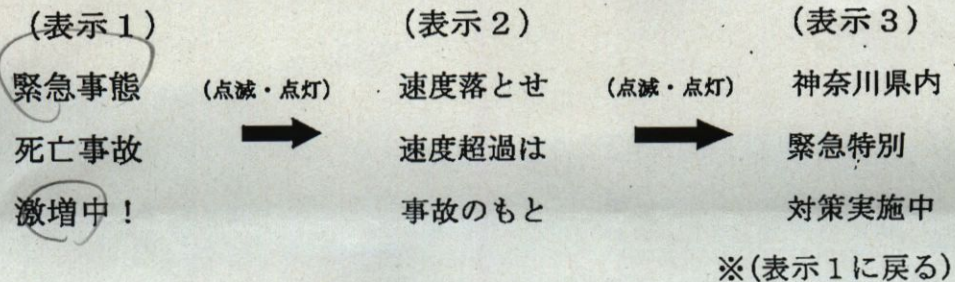 (表示1) (表示2) (表示3)
緊急事態 (点滅・点灯) 速度落とせ (点滅・点灯) 神奈川県内
死亡事故 速度超過は 緊急特別
激増中! 事故のもと 対策実施中
※(表示1に戻る)